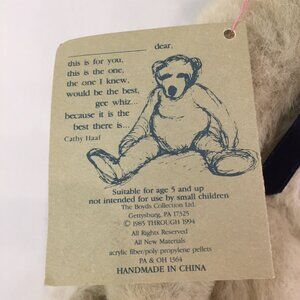 ____________ dear,
this is for you,
this is the one,
the one I knew,
would be the best,
gee whiz...
because it is the
best there is...
Cathy Haaf
Suitable for age 5 and up
not intended for use by small children
The Boyds Collection Ltd.
Gettysburg, PA 17325
© 1985 THROUGH 1994
All Rights Reserved
All New Materials
acrylic fiber/poly propylene pellets
PA & OH 1364
HANDMADE IN CHINA